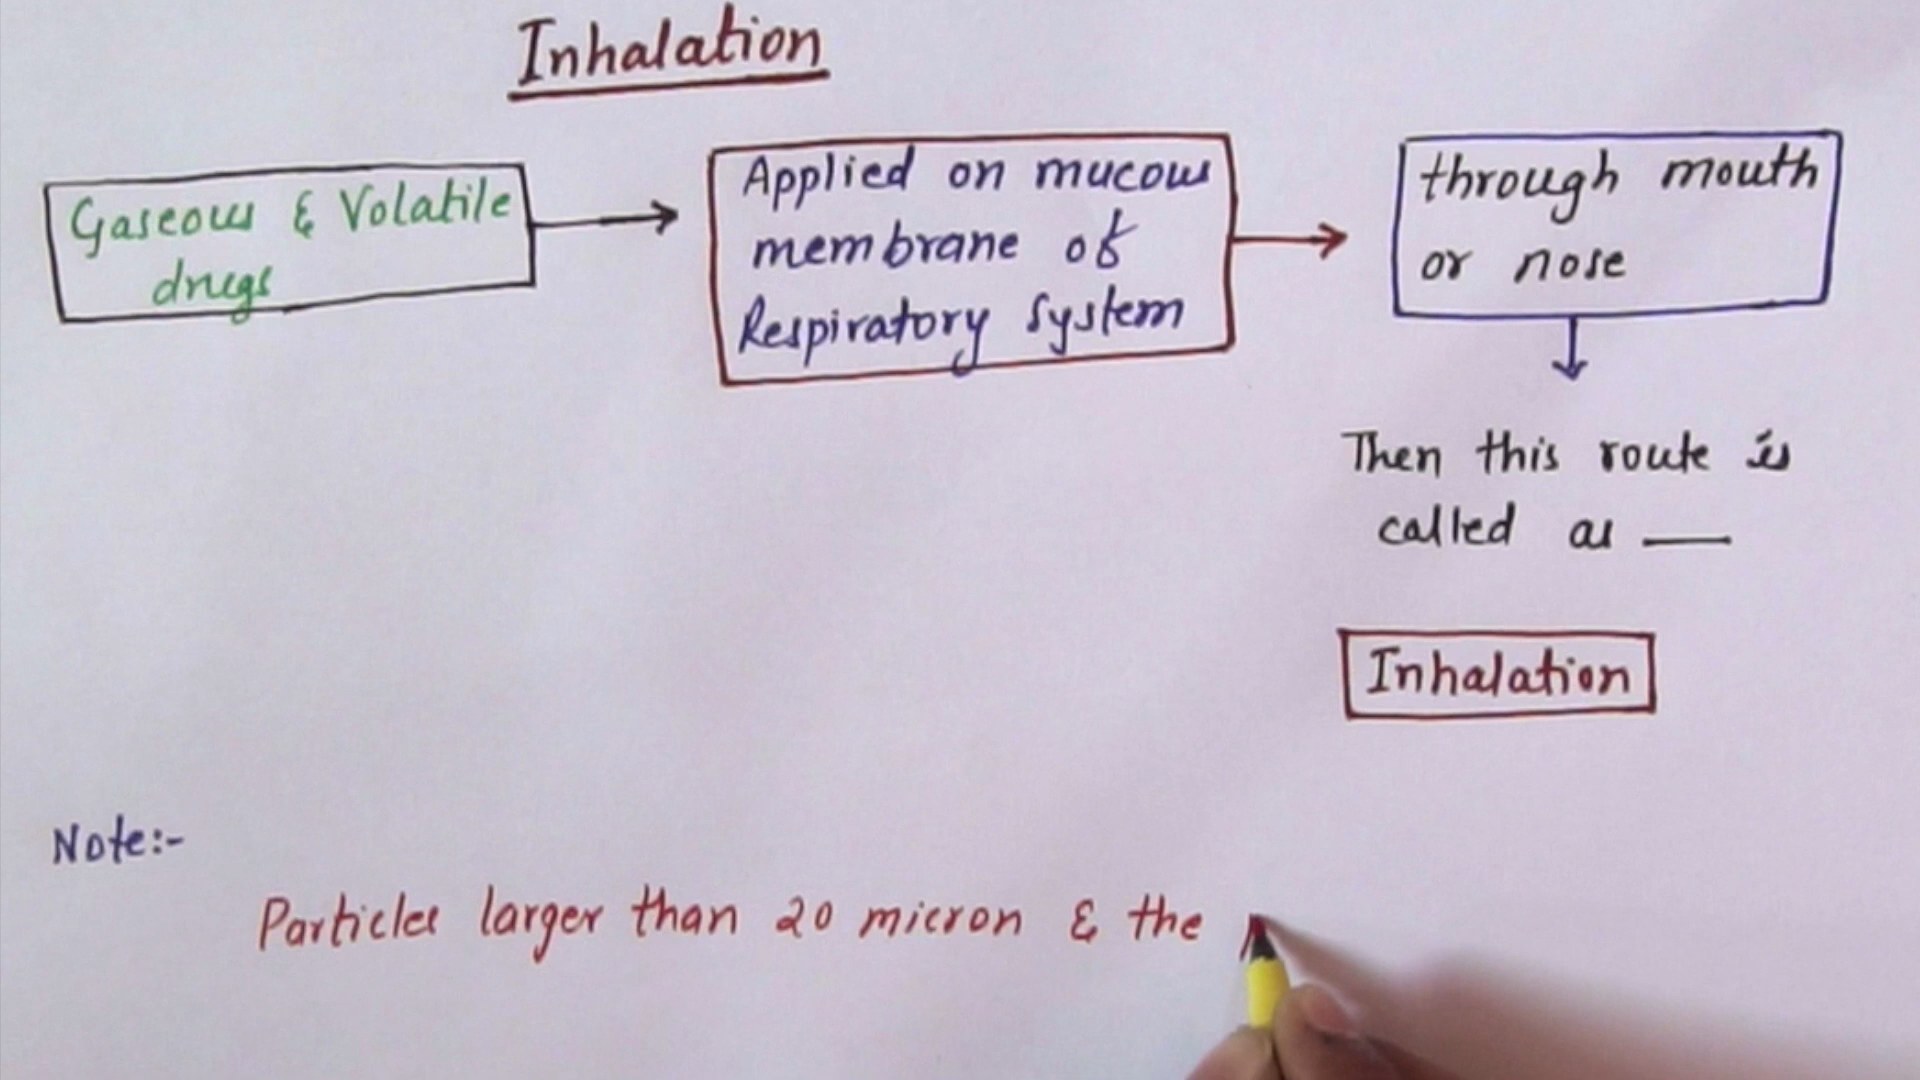 Inhalation
Gaseous & Volatile
drugs
Applied on mucous
membrane of
Respiratory System
through mouth
or nose
Then this route is
called as ___
Inhalation
Note:-
Particles larger than 20 micron & the